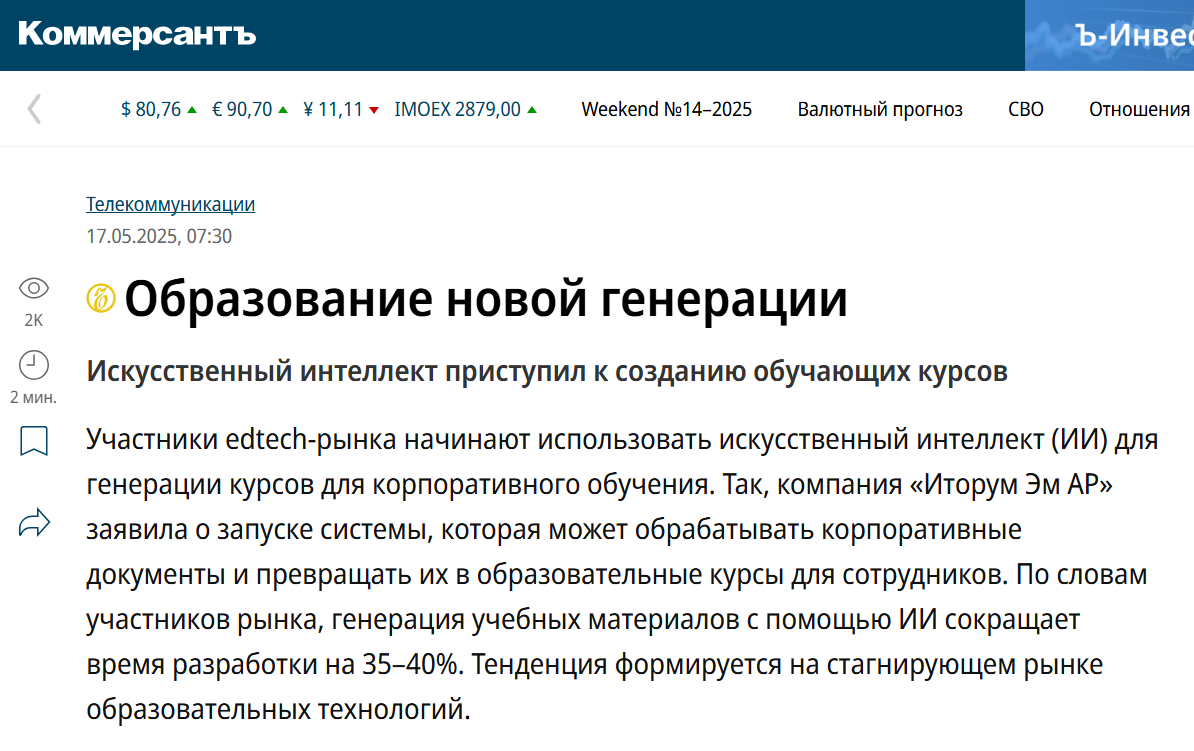 Коммерсантъ
Ъ-Инвес
$ 80,76 € 90,70 ¥ 11,11 IMOEX 2879,00 Weekend №14–2025 Валютный прогноз СВО Отношения
Телекоммуникации
17.05.2025, 07:30
Образование новой генерации
2K
Искусственный интеллект приступил к созданию обучающих курсов
2 мин.
Участники edtech-рынка начинают использовать искусственный интеллект (ИИ) для
генерации курсов для корпоративного обучения. Так, компания «Иторум Эм АР»
заявила о запуске системы, которая может обрабатывать корпоративные
документы и превращать их в образовательные курсы для сотрудников. По словам
участников рынка, генерация учебных материалов с помощью ИИ сокращает
время разработки на 35–40%. Тенденция формируется на стагнирующем рынке
образовательных технологий.